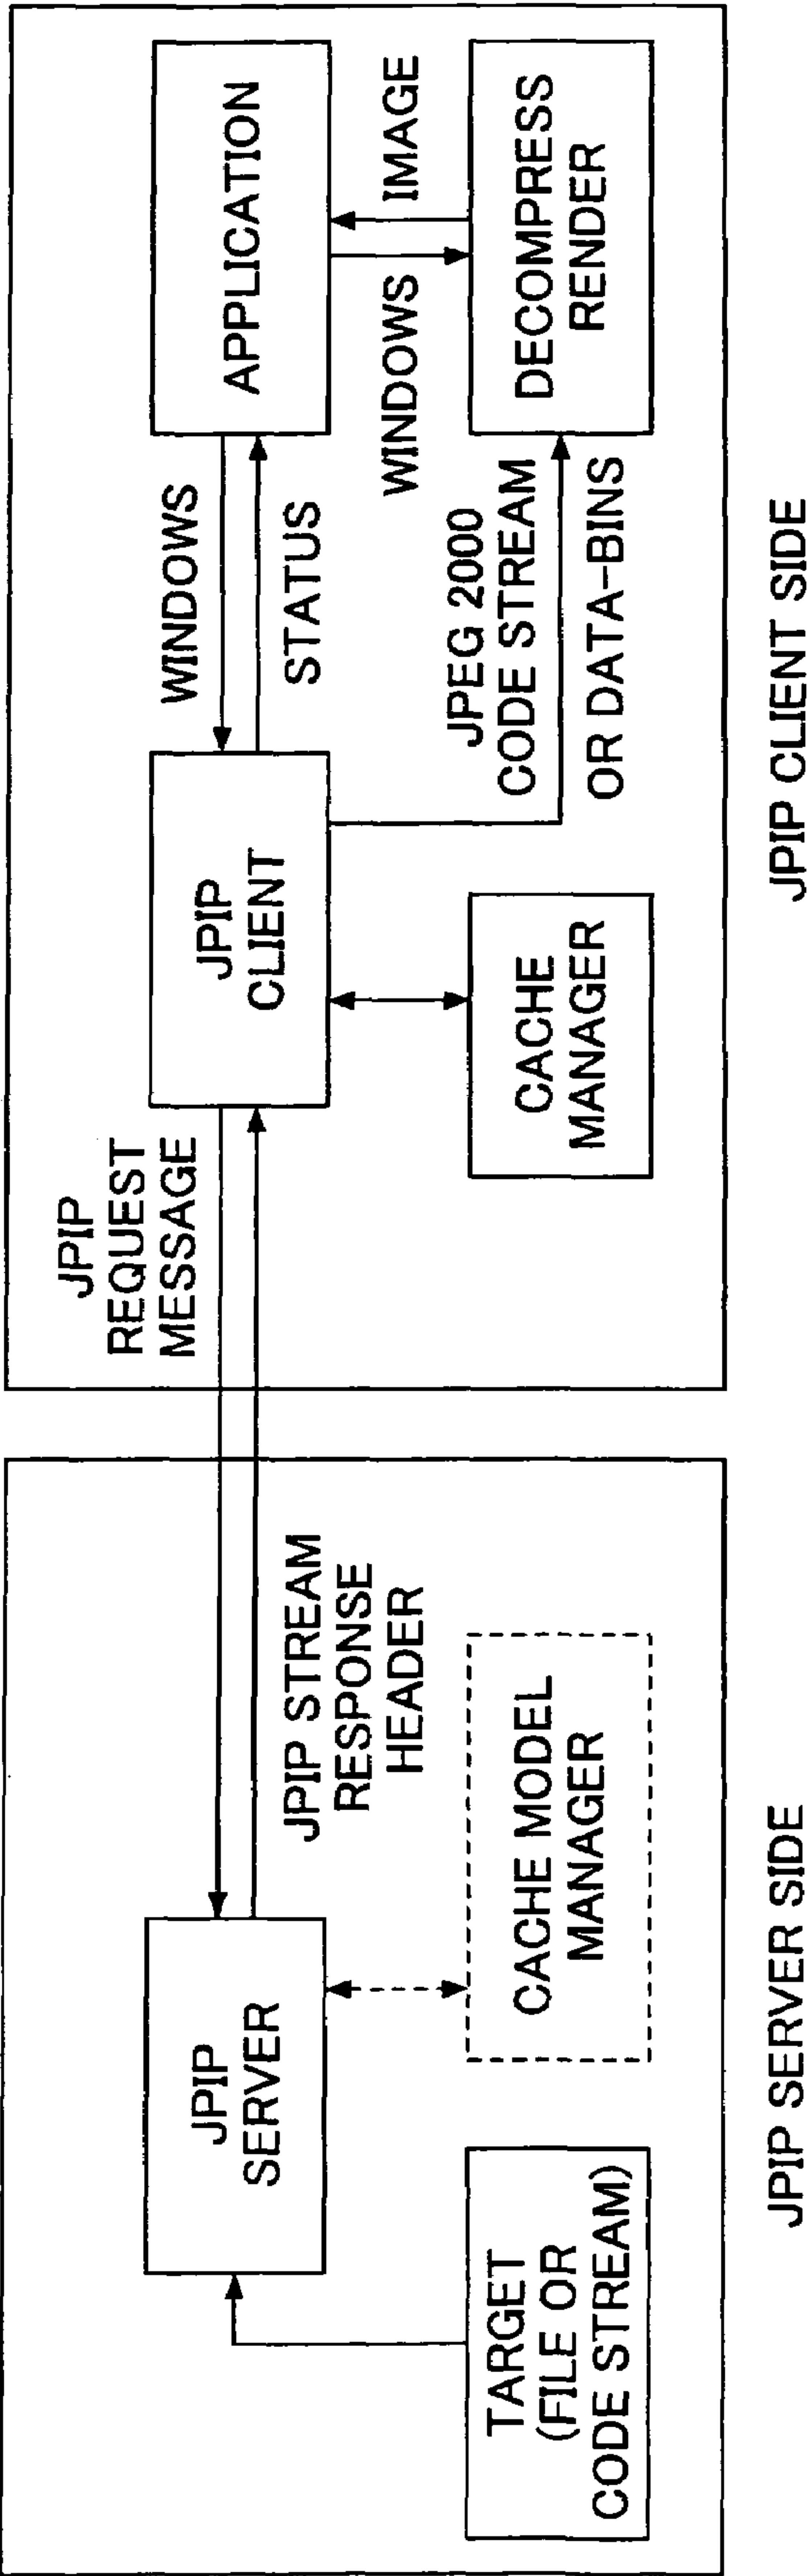 JPIP
SERVER
TARGET
(FILE OR
CODE STREAM)
CACHE MODEL
MANAGER
JPIP STREAM
RESPONSE
HEADER
JPIP SERVER SIDE
JPIP
REQUEST
MESSAGE
JPIP
CLIENT
CACHE
MANAGER
WINDOWS
STATUS
JPEG 2000
CODE STREAM
OR DATA-BINS
APPLICATION
WINDOWS
IMAGE
DECOMPRESS
RENDER
JPIP CLIENT SIDE